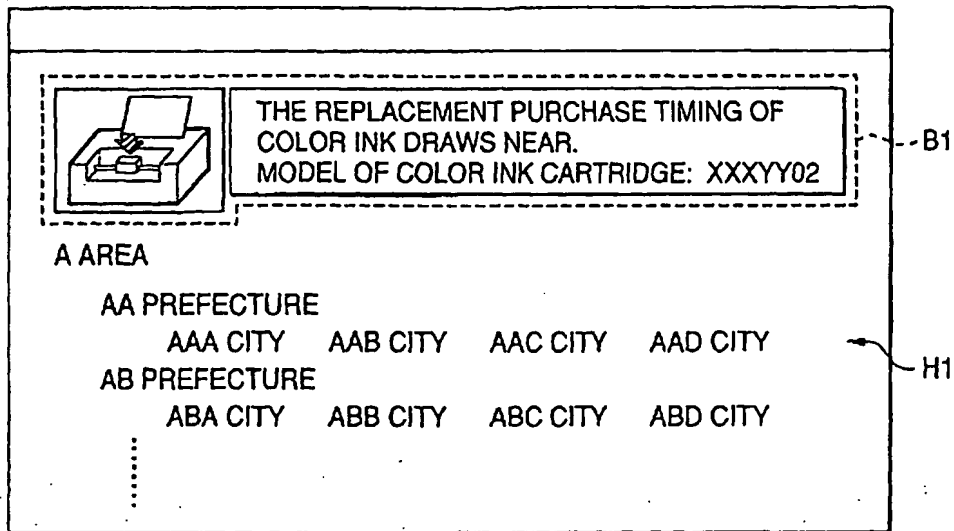 THE REPLACEMENT PURCHASE TIMING OF
COLOR INK DRAWS NEAR.
MODEL OF COLOR INK CARTRIDGE: XXXYY02
B1
A AREA
AA PREFECTURE
AAA CITY AAB CITY AAC CITY AAD CITY
H1
AB PREFECTURE
ABA CITY ABB CITY ABC CITY ABD CITY